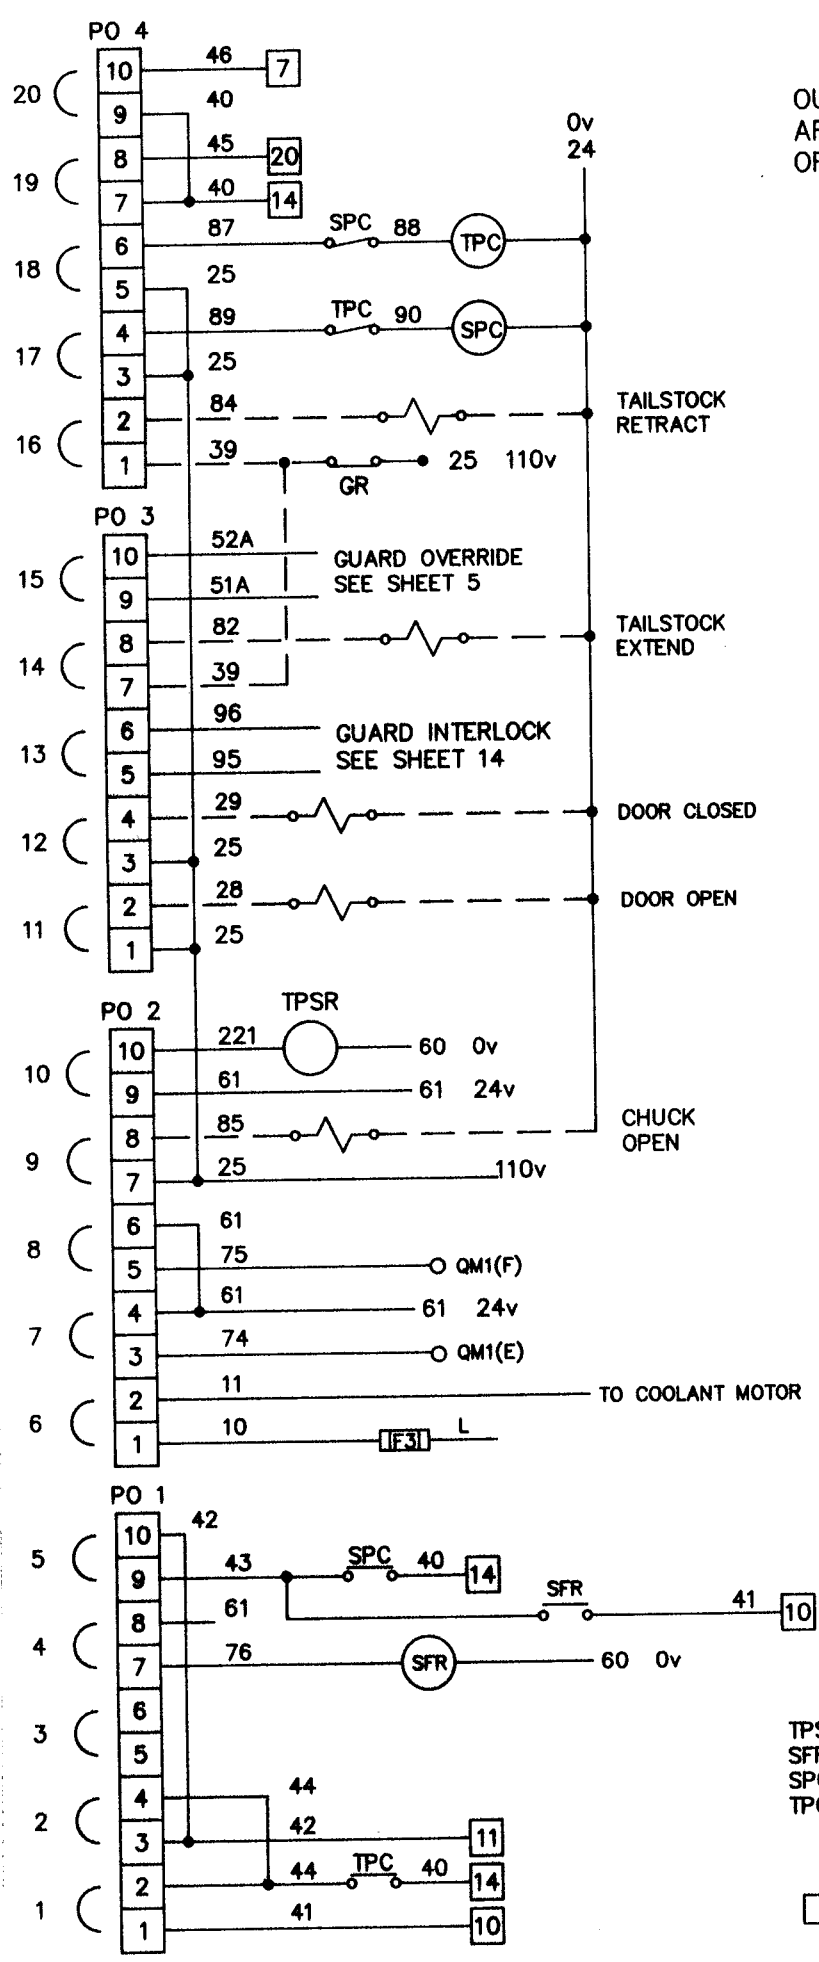 PO 4
10 46 7
20
9 40
8 45 20
19
7 40 14
0v
24
OU
AF
OF
6 87 SPC 88 TPC
18
5 25
4 89 TPC 90 SPC
17
3 25
2 84 TAILSTOCK
RETRACT
16
1 39 GR 25 110v
PO 3
10 52A GUARD OVERRIDE
15
9 51A SEE SHEET 5
8 82 TAILSTOCK
EXTEND
14
7 39
6 96 GUARD INTERLOCK
13
5 95 SEE SHEET 14
4 29 DOOR CLOSED
12
3 25
2 28 DOOR OPEN
11
1 25
PO 2
TPSR
10 221 60 0v
10
9 61 61 24v
8 85 CHUCK
OPEN
9
7 25 110v
6 61
8
5 75 QM1(F)
4 61 61 24v
7
3 74 QM1(E)
2 11 TO COOLANT MOTOR
6
1 10 F3 L
PO 1
10 42
5
9 43 SPC 40 14
SFR 41 10
8 61
4
7 76 SFR 60 0v
6
3
5
TPS
SFR
SPC
TPC
4 44
2
3 42 11
2 44 TPC 40 14
1
1 41 10